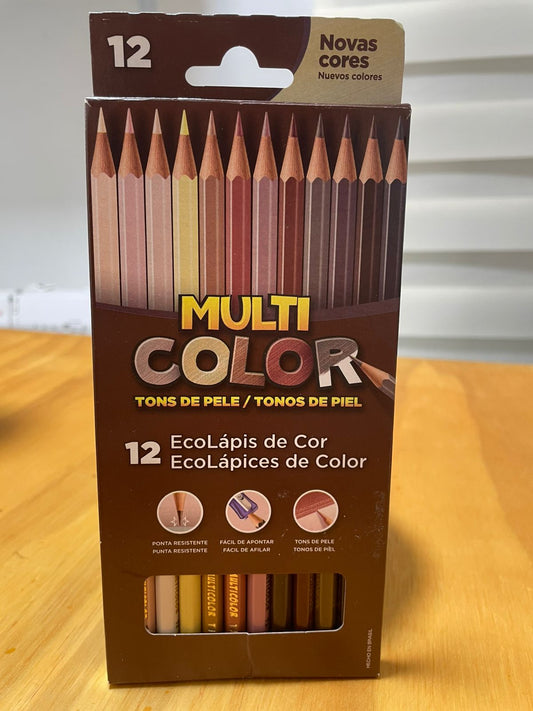 12
Novas
cores
Nuevos colores
MULTI
COLOR
TONS DE PELE / TONOS DE PIEL
12 EcoLápis de Cor
EcoLápices de Color
PONTA RESISTENTE
PUNTA RESISTENTE
FÁCIL DE APONTAR
FÁCIL DE AFILAR
TONS DE PELE
TONOS DE PIEL
MULTICOLOR T
MULTICOLOR T
HECHO EN BRASIL